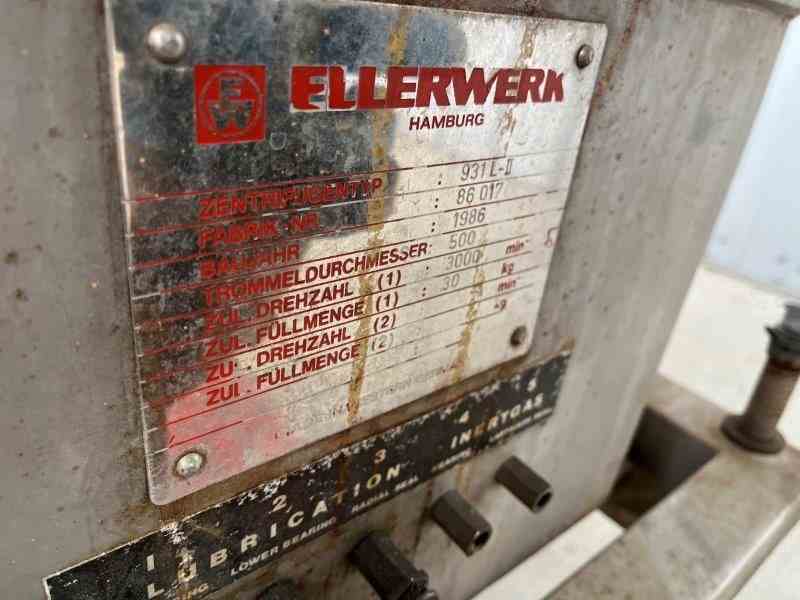 EW
ELLERWERK
HAMBURG
ZENTRIFUGENTYP : 931 L-II
FABRIK-NR. : 86 017
BAUJAHR : 1986
TROMMELDURCHMESSER: 500
ZUL. DREHZAHL (1) : 3000 min
ZUL. FÜLLMENGE (1) : 30 kg
ZUL. DREHZAHL (2) min
ZUL. FÜLLMENGE (2) kg
1 2 3 4 5
LUBRICATION INERTGAS
LOWER BEARING RADIAL SEAL